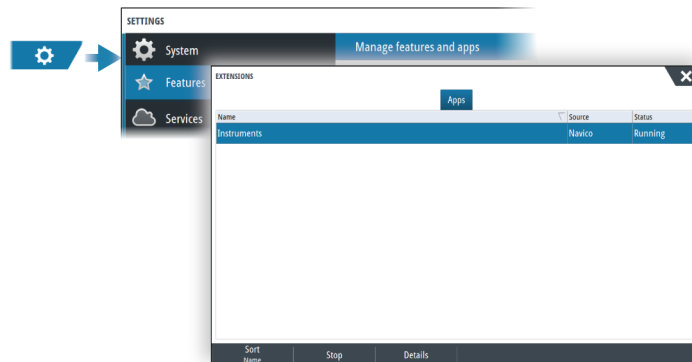 SETTINGS
System
Manage features and apps
Features
Services
EXTENSIONS
Apps
Name Source Status
Instruments Navico Running
Sort
Name
Stop
Details